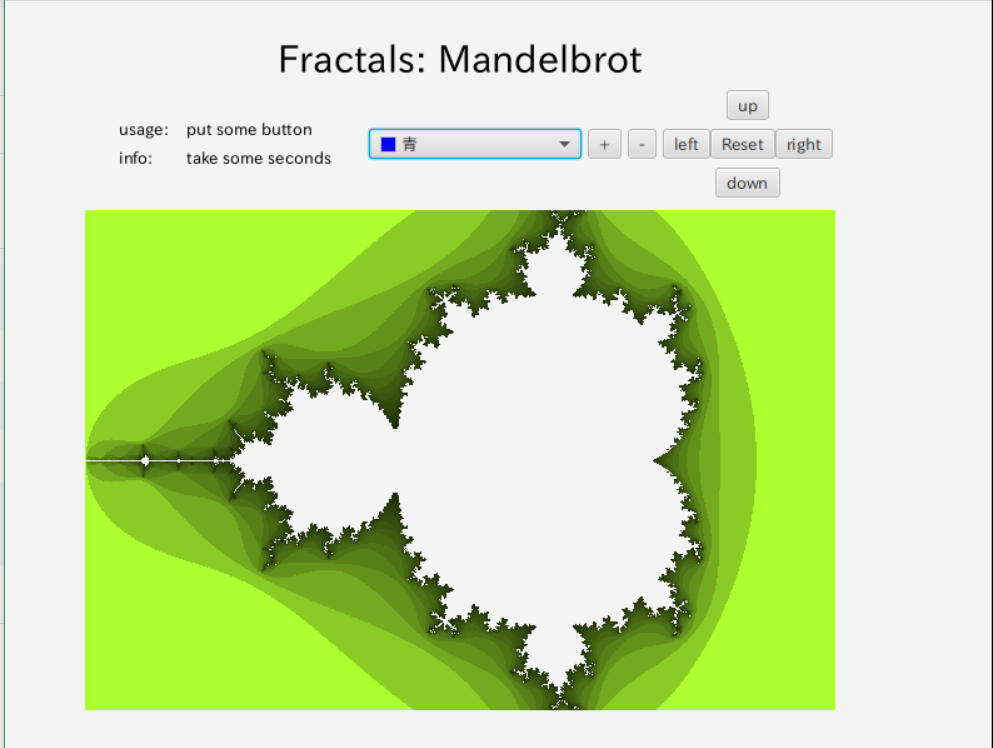 Fractals: Mandelbrot
up
usage: put some button
青 + - left Reset right
info: take some seconds
down